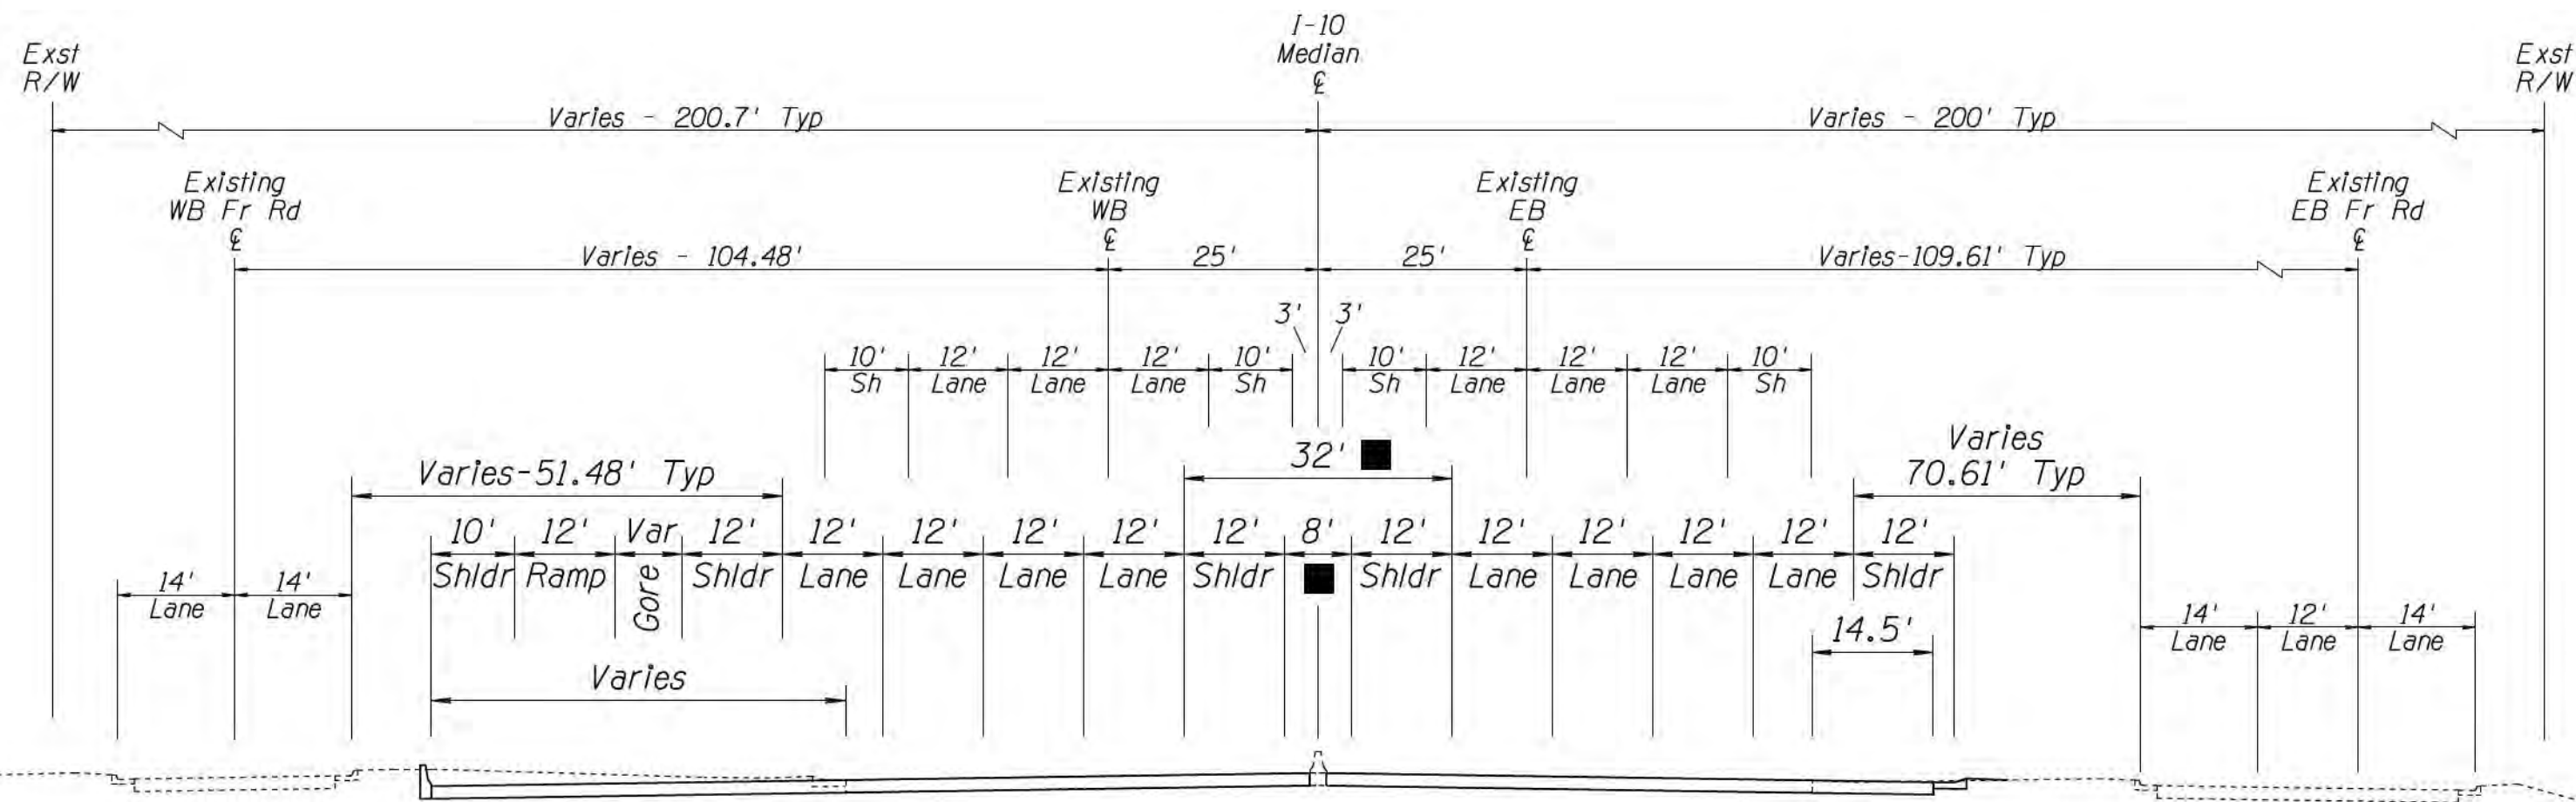 I-10
Median
℄
Exst
R/W
Exst
R/W
Varies - 200.7' Typ
Varies - 200' Typ
Existing
WB Fr Rd
℄
Existing
WB
℄
Existing
EB
℄
Existing
EB Fr Rd
℄
Varies - 104.48'
25'
25'
Varies-109.61' Typ
3' 3'
10' 12' 12' 12' 10' 10' 12' 12' 12' 10'
Sh Lane Lane Lane Sh Sh Lane Lane Lane Sh
32'
Varies-51.48' Typ
Varies
70.61' Typ
10' 12' Var 12' 12' 12' 12' 12' 12' 8' 12' 12' 12' 12' 12' 12'
Shldr Ramp Gore Shldr Lane Lane Lane Lane Shldr Shldr Lane Lane Lane Lane Shldr
14' 14'
Lane Lane
14.5'
14' 12' 14'
Lane Lane Lane
Varies